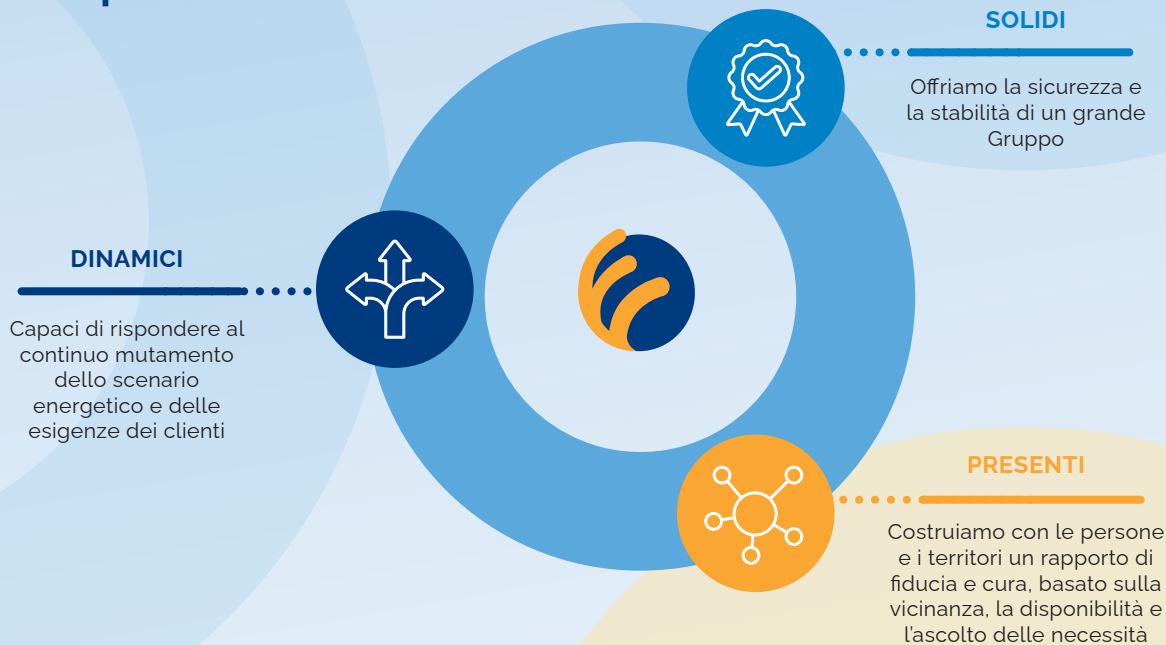 SOLIDI
Offriamo la sicurezza e
la stabilità di un grande
Gruppo
DINAMICI
Capaci di rispondere al
continuo mutamento
dello scenario
energetico e delle
esigenze dei clienti
PRESENTI
Costruiamo con le persone
e i territori un rapporto di
fiducia e cura, basato sulla
vicinanza, la disponibilità e
l'ascolto delle necessità